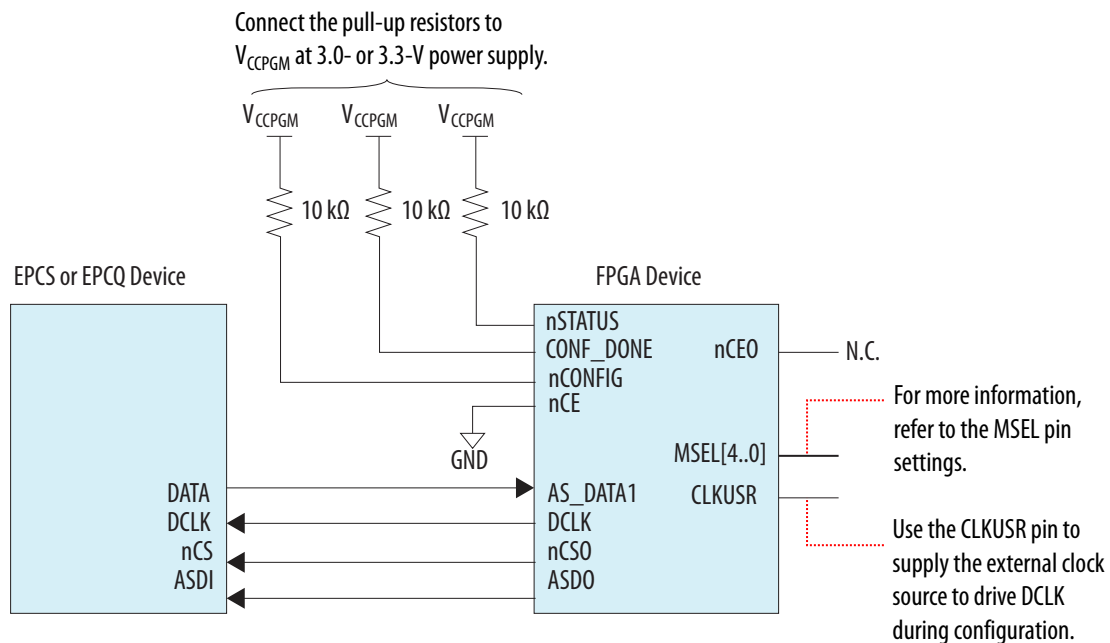 Connect the pull-up resistors to
VCCPGM at 3.0- or 3.3-V power supply.
VCCPGM VCCPGM VCCPGM
10 kΩ 10 kΩ 10 kΩ
EPCS or EPCQ Device
FPGA Device
nSTATUS
CONF_DONE
nCONFIG
nCE
nCEO
N.C.
GND
For more information,
refer to the MSEL pin
settings.
MSEL[4..0]
CLKUSR
DATA
DCLK
nCS
ASDI
AS_DATA1
DCLK
nCSO
ASDO
Use the CLKUSR pin to
supply the external clock
source to drive DCLK
during configuration.